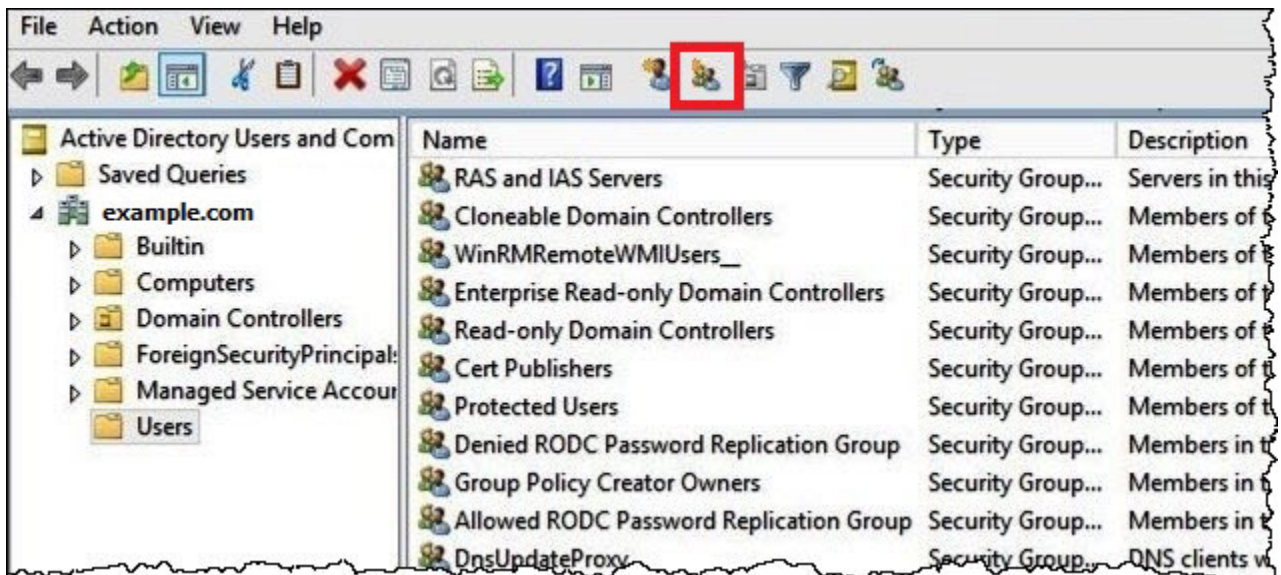 File Action View Help
Active Directory Users and Com
Saved Queries
example.com
Builtin
Computers
Domain Controllers
ForeignSecurityPrincipals
Managed Service Accour
Users
Name Type Description
RAS and IAS Servers Security Group... Servers in this
Cloneable Domain Controllers Security Group... Members of t
WinRMRemoteWMIUsers__ Security Group... Members of t
Enterprise Read-only Domain Controllers Security Group... Members of
Read-only Domain Controllers Security Group... Members of
Cert Publishers Security Group... Members of t
Protected Users Security Group... Members of t
Denied RODC Password Replication Group Security Group... Members in t
Group Policy Creator Owners Security Group... Members in t
Allowed RODC Password Replication Group Security Group... Members in t
DnsUpdateProxy Security Group... DNS clients w